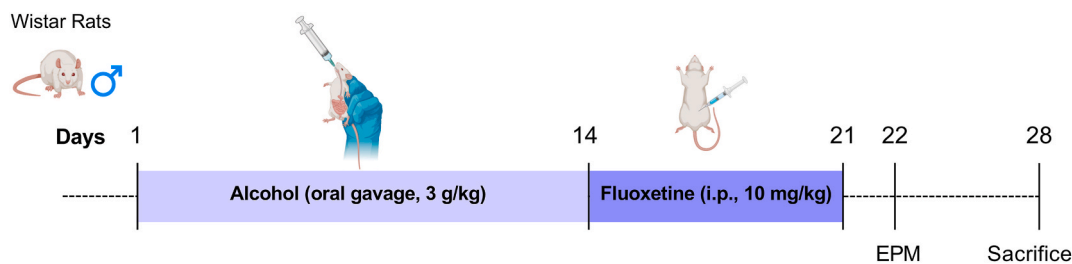 Wistar Rats
Days 1 14 21 22 28
Alcohol (oral gavage, 3 g/kg) Fluoxetine (i.p., 10 mg/kg)
EPM Sacrifice